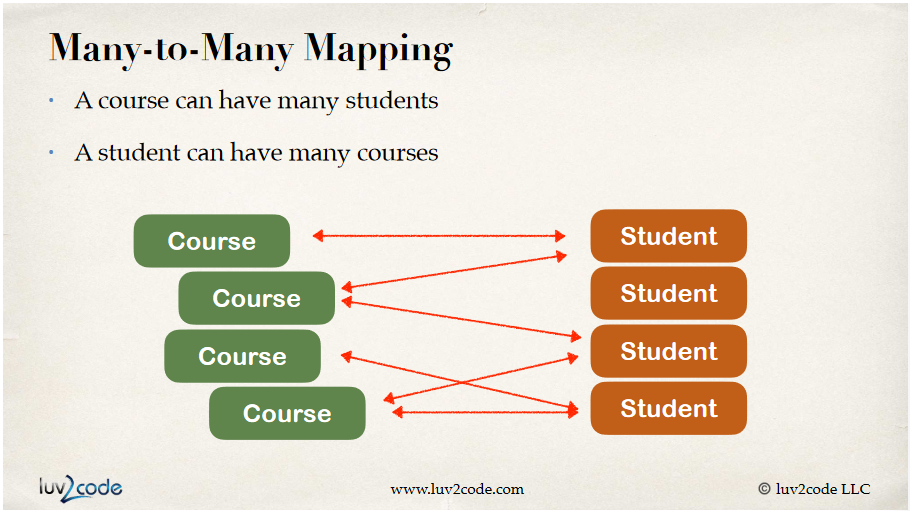 Many-to-Many Mapping
• A course can have many students
• A student can have many courses
Course
Student
Course
Student
Course
Student
Course
Student
luv2code
www.luv2code.com
© luv2code LLC